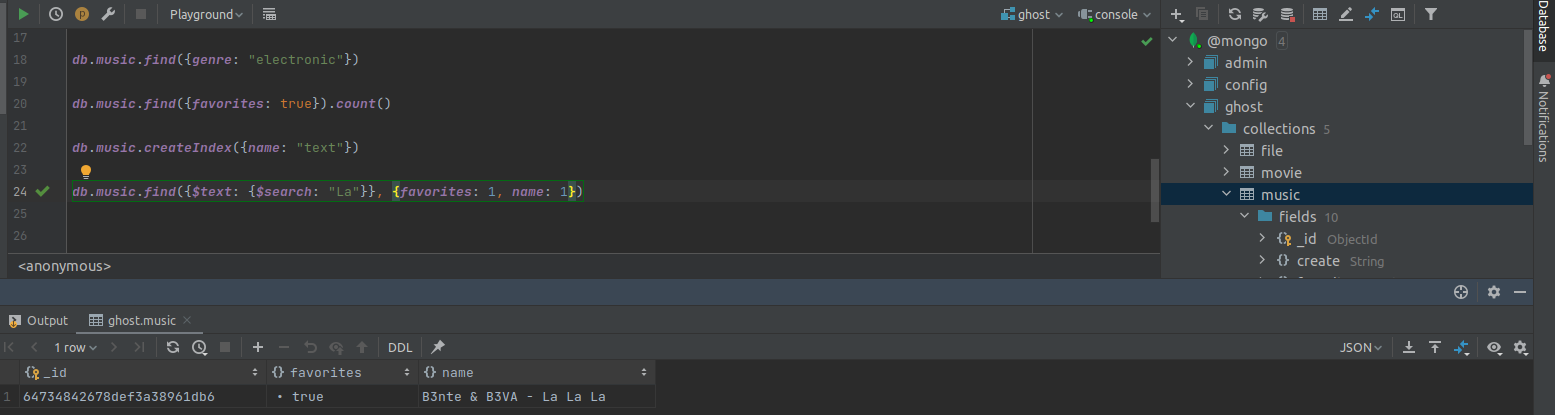 Playground
ghost
console
17
18 db.music.find({genre: "electronic"})
19
20 db.music.find({favorites: true}).count()
21
22 db.music.createIndex({name: "text"})
23
24 db.music.find({$text: {$search: "La"}}, {favorites: 1, name: 1})
25
26
<anonymous>
QL
@mongo 4
admin
config
ghost
collections 5
file
movie
music
fields 10
_id ObjectId
create String
Database
Notifications
Output
ghost.music
1 row
DDL
JSON
_id favorites name
1 64734842678def3a38961db6 • true B3nte & B3VA - La La La